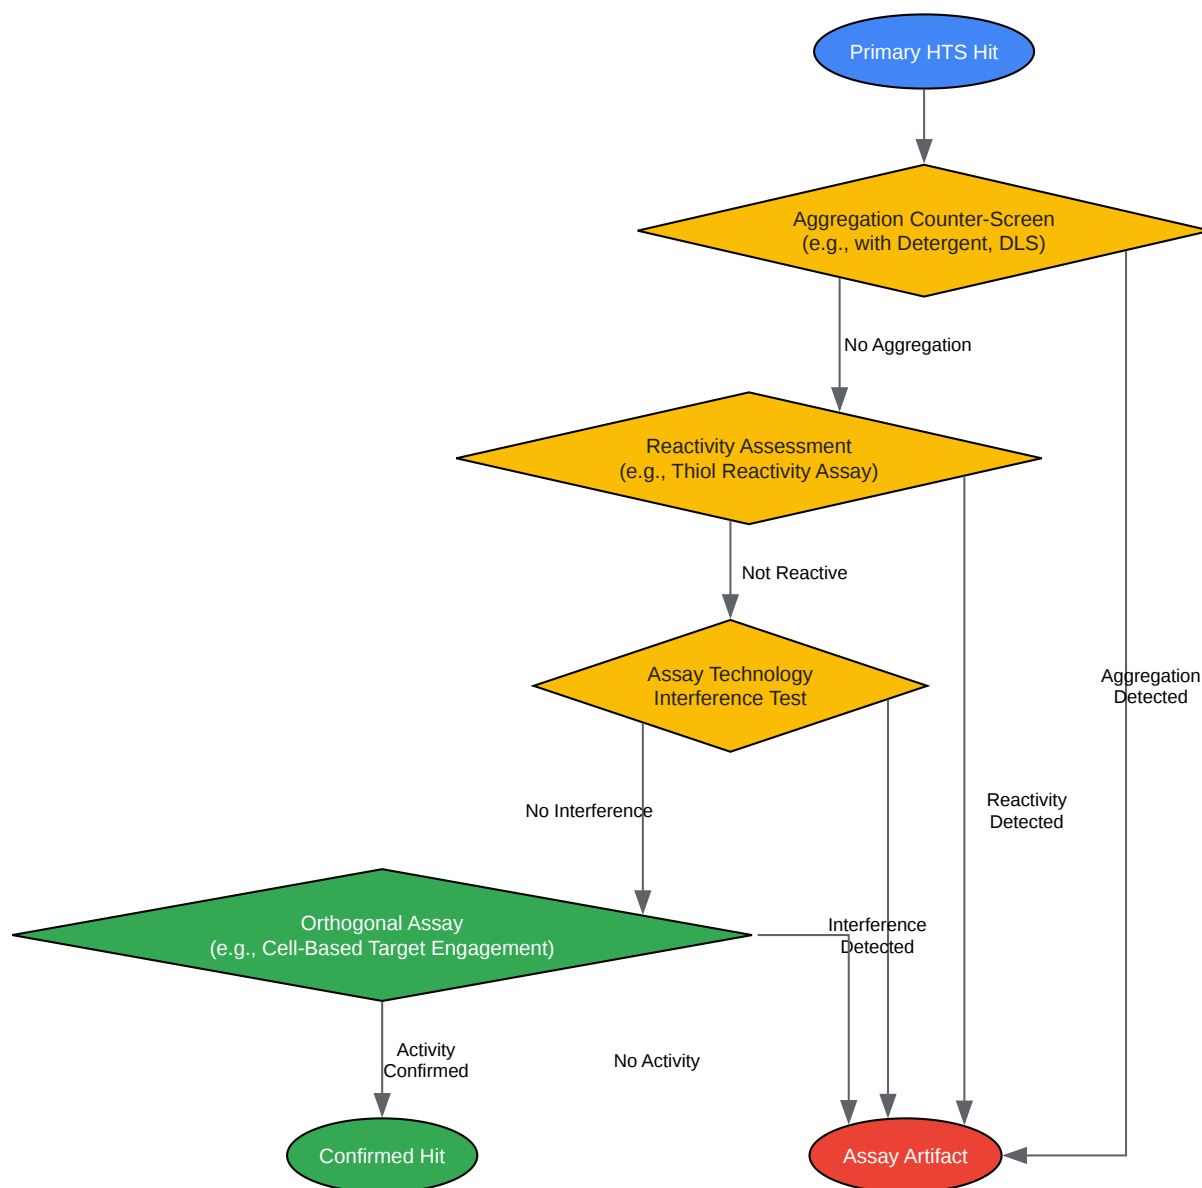 Primary HTS Hit
Aggregation Counter-Screen
(e.g., with Detergent, DLS)
No Aggregation
Reactivity Assessment
(e.g., Thiol Reactivity Assay)
Not Reactive
Assay Technology
Interference Test
Aggregation
Detected
No Interference
Reactivity
Detected
Orthogonal Assay
(e.g., Cell-Based Target Engagement)
Interference
Detected
Activity
Confirmed
No Activity
Confirmed Hit
Assay Artifact